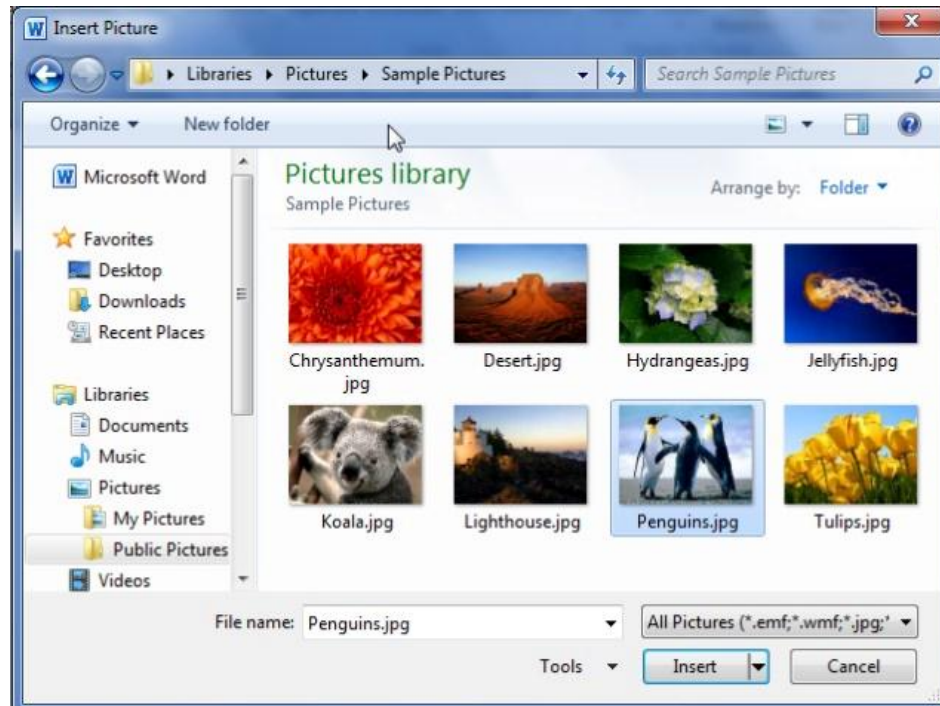 W Insert Picture
Libraries Pictures Sample Pictures
Search Sample Pictures
Organize New folder
W Microsoft Word
Favorites
Desktop
Downloads
Recent Places
Libraries
Documents
Music
Pictures
My Pictures
Public Pictures
Videos
Pictures library
Sample Pictures
Arrange by: Folder
Chrysanthemum.
jpg
Desert.jpg
Hydrangeas.jpg
Jellyfish.jpg
Koala.jpg
Lighthouse.jpg
Penguins.jpg
Tulips.jpg
File name: Penguins.jpg
All Pictures (*.emf;*.wmf;*.jpg;*
Tools Insert Cancel